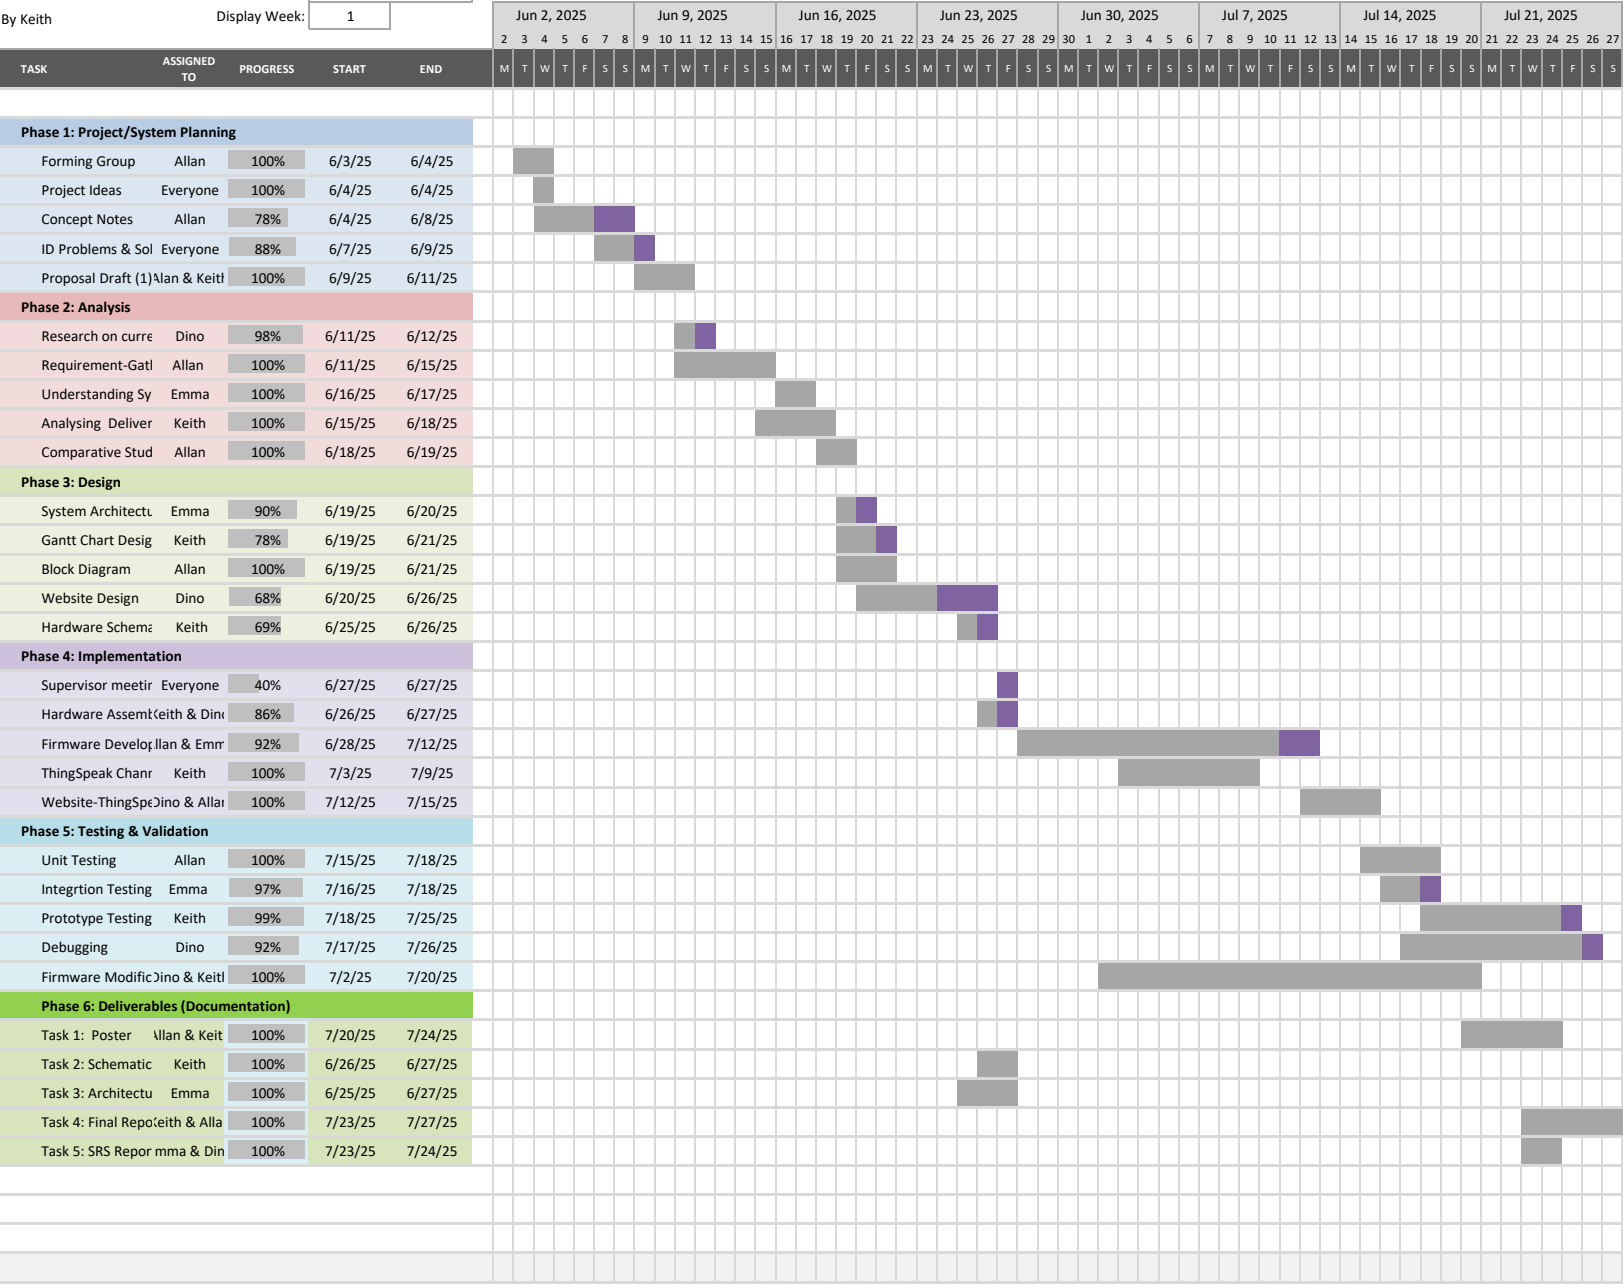 By Keith Display Week: 1 Jun 2, 2025 Jun 9, 2025 Jun 16, 2025 Jun 23, 2025 Jun 30, 2025 Jul 7, 2025 Jul 14, 2025 Jul 21, 2025
2 3 4 5 6 7 8 9 10 11 12 13 14 15 16 17 18 19 20 21 22 23 24 25 26 27 28 29 30 1 2 3 4 5 6 7 8 9 10 11 12 13 14 15 16 17 18 19 20 21 22 23 24 25 26 27
TASK ASSIGNED TO PROGRESS START END M T W T F S S M T W T F S S M T W T F S S M T W T F S S M T W T F S S M T W T F S S M T W T F S S M T W T F S S
Phase 1: Project/System Planning
Forming Group Allan 100% 6/3/25 6/4/25
Project Ideas Everyone 100% 6/4/25 6/4/25
Concept Notes Allan 78% 6/4/25 6/8/25
ID Problems & Sol Everyone 88% 6/7/25 6/9/25
Proposal Draft (1) Alan & Keith 100% 6/9/25 6/11/25
Phase 2: Analysis
Research on curre Dino 98% 6/11/25 6/12/25
Requirement-Gath Allan 100% 6/11/25 6/15/25
Understanding Sy Emma 100% 6/16/25 6/17/25
Analysing Deliver Keith 100% 6/15/25 6/18/25
Comparative Stud Allan 100% 6/18/25 6/19/25
Phase 3: Design
System Architectu Emma 90% 6/19/25 6/20/25
Gantt Chart Desig Keith 78% 6/19/25 6/21/25
Block Diagram Allan 100% 6/19/25 6/21/25
Website Design Dino 68% 6/20/25 6/26/25
Hardware Schema Keith 69% 6/25/25 6/26/25
Phase 4: Implementation
Supervisor meetin Everyone 40% 6/27/25 6/27/25
Hardware Assemb Keith & Dino 86% 6/26/25 6/27/25
Firmware Develop llan & Emm 92% 6/28/25 7/12/25
ThingSpeak Chann Keith 100% 7/3/25 7/9/25
Website-ThingSpe Dino & Allan 100% 7/12/25 7/15/25
Phase 5: Testing & Validation
Unit Testing Allan 100% 7/15/25 7/18/25
Integrtion Testing Emma 97% 7/16/25 7/18/25
Prototype Testing Keith 99% 7/18/25 7/25/25
Debugging Dino 92% 7/17/25 7/26/25
Firmware Modific Dino & Keith 100% 7/2/25 7/20/25
Phase 6: Deliverables (Documentation)
Task 1: Poster Allan & Keit 100% 7/20/25 7/24/25
Task 2: Schematic Keith 100% 6/26/25 6/27/25
Task 3: Architectu Emma 100% 6/25/25 6/27/25
Task 4: Final Repo Keith & Alla 100% 7/23/25 7/27/25
Task 5: SRS Repor mma & Din 100% 7/23/25 7/24/25